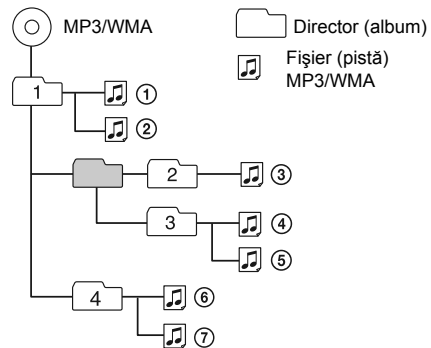 MP3/WMA
Director (album)
Fişier (pistă)
MP3/WMA
1
①
②
2
③
3
④
⑤
4
⑥
⑦